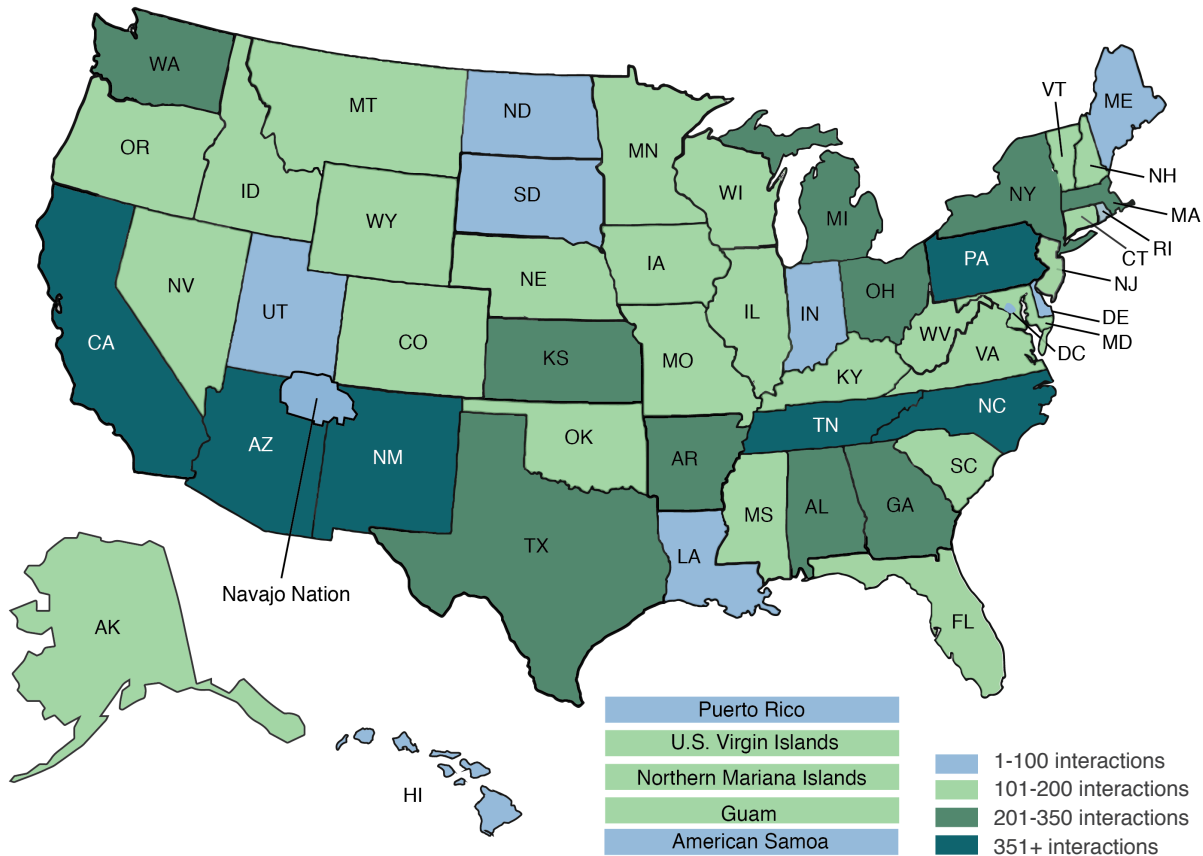 WA
MT
ND
MN
VT
ME
OR
ID
SD
WI
MI
NY
NH
WY
MA
IA
PA
CT
RI
NV
NE
NJ
UT
IL
IN
OH
CA
CO
DE
KS
MO
WV
VA
DC
MD
KY
NC
TN
AZ
NM
OK
AR
SC
MS
AL
GA
TX
LA
Navajo Nation
AK
FL
HI
Puerto Rico
U.S. Virgin Islands
Northern Mariana Islands
Guam
American Samoa
1-100 interactions
101-200 interactions
201-350 interactions
351+ interactions